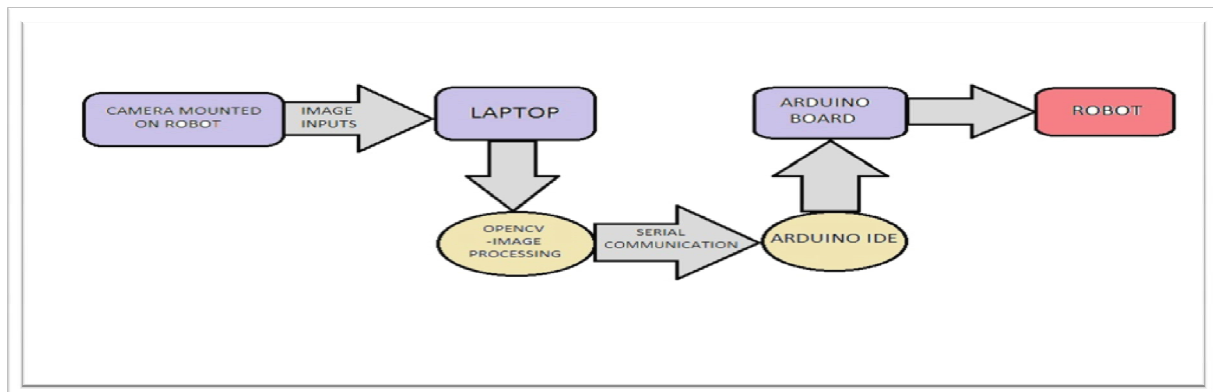 CAMERA MOUNTED
ON ROBOT
IMAGE
INPUTS
LAPTOP
OPENCV
-IMAGE
PROCESSING
SERIAL
COMMUNICATION
ARDUINO IDE
ARDUINO
BOARD
ROBOT